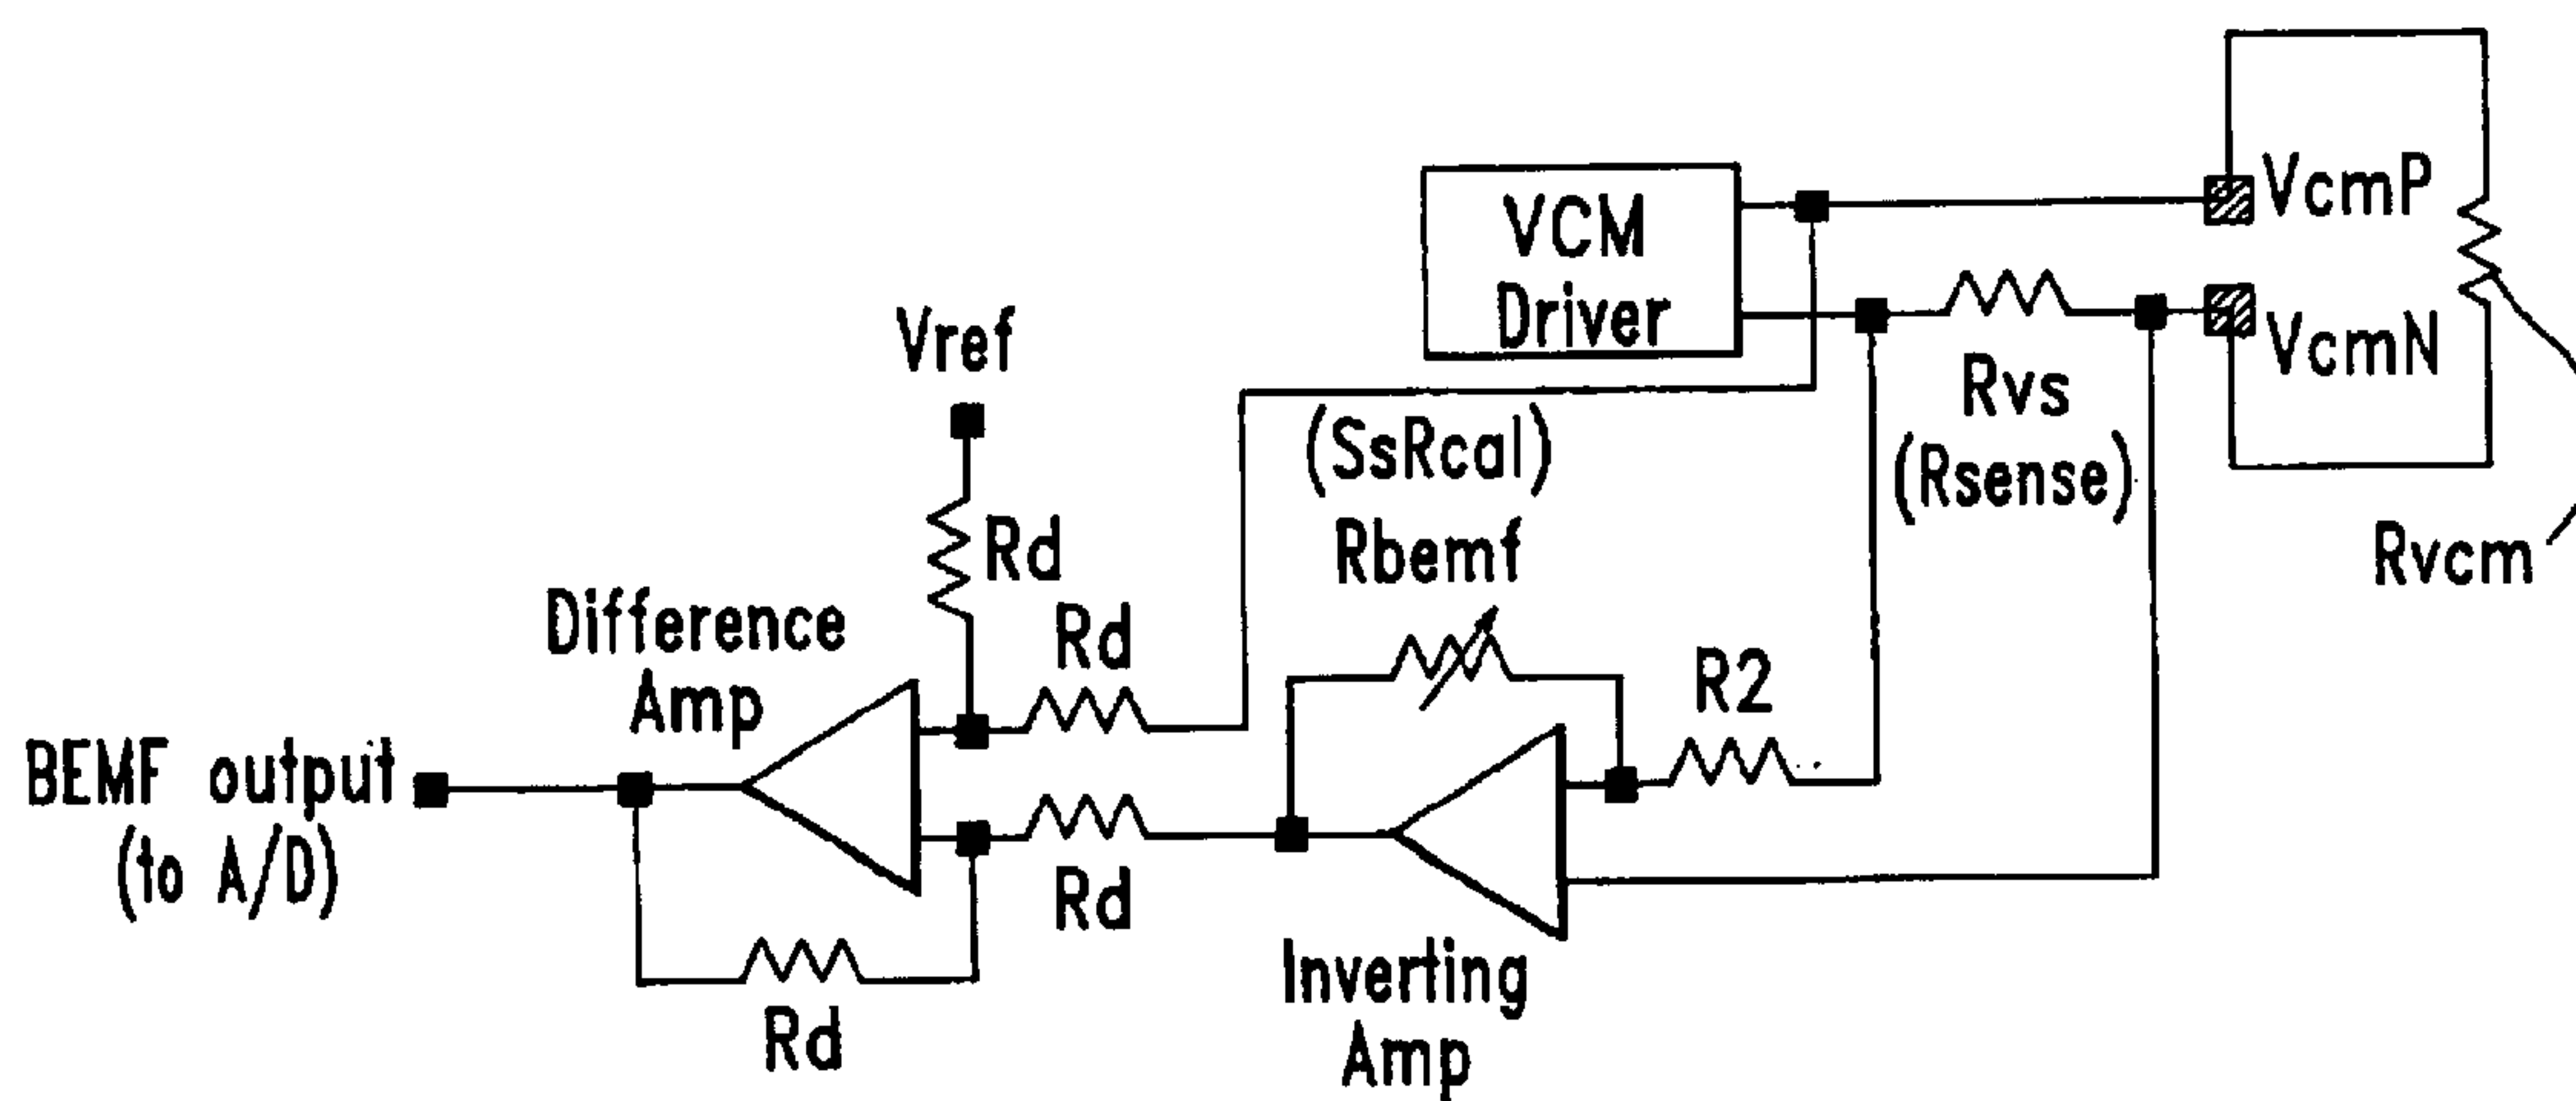 VCM
Driver
VcmP
VcmN
Rvs
(Rsense)
Rvcm
Vref
Rd
(SsRcal)
Rbemf
R2
Difference
Amp
Rd
Rd
Rd
Inverting
Amp
BEMF output
(to A/D)